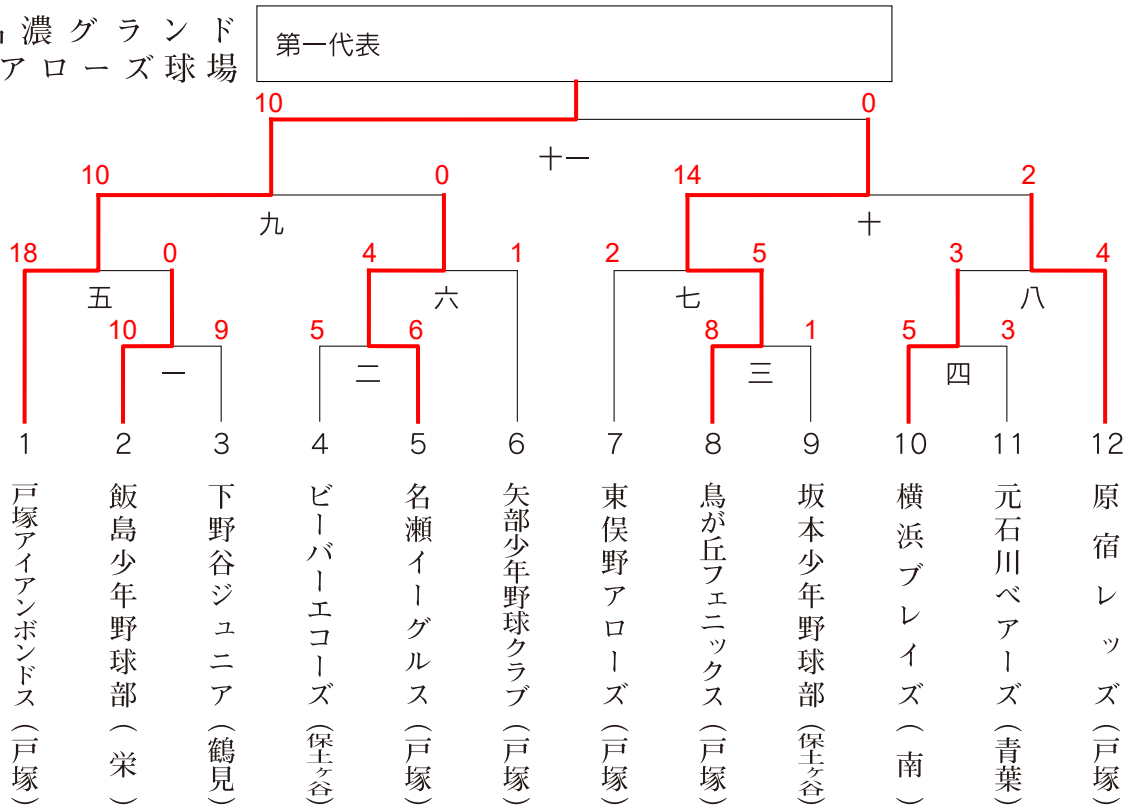 濃グランド
アローズ球場
第一代表
10
0
十一
10
0
14
2
九
十
18
0
4
1
2
5
3
4
五
六
七
八
10
9
5
6
8
1
5
3
一
二
三
四
1
2
3
4
5
6
7
8
9
10
11
12
戸塚アイアンボンドス(戸塚)
飯島少年野球部(栄)
下野谷ジュニア(鶴見)
ビーバーエコーズ(保土ヶ谷)
名瀬イーグルス(戸塚)
矢部少年野球クラブ(戸塚)
東俣野アローズ(戸塚)
鳥が丘フェニックス(戸塚)
坂本少年野球部(保土ヶ谷)
横浜ブレイズ(南)
元石川ベアーズ(青葉)
原宿レッズ(戸塚)